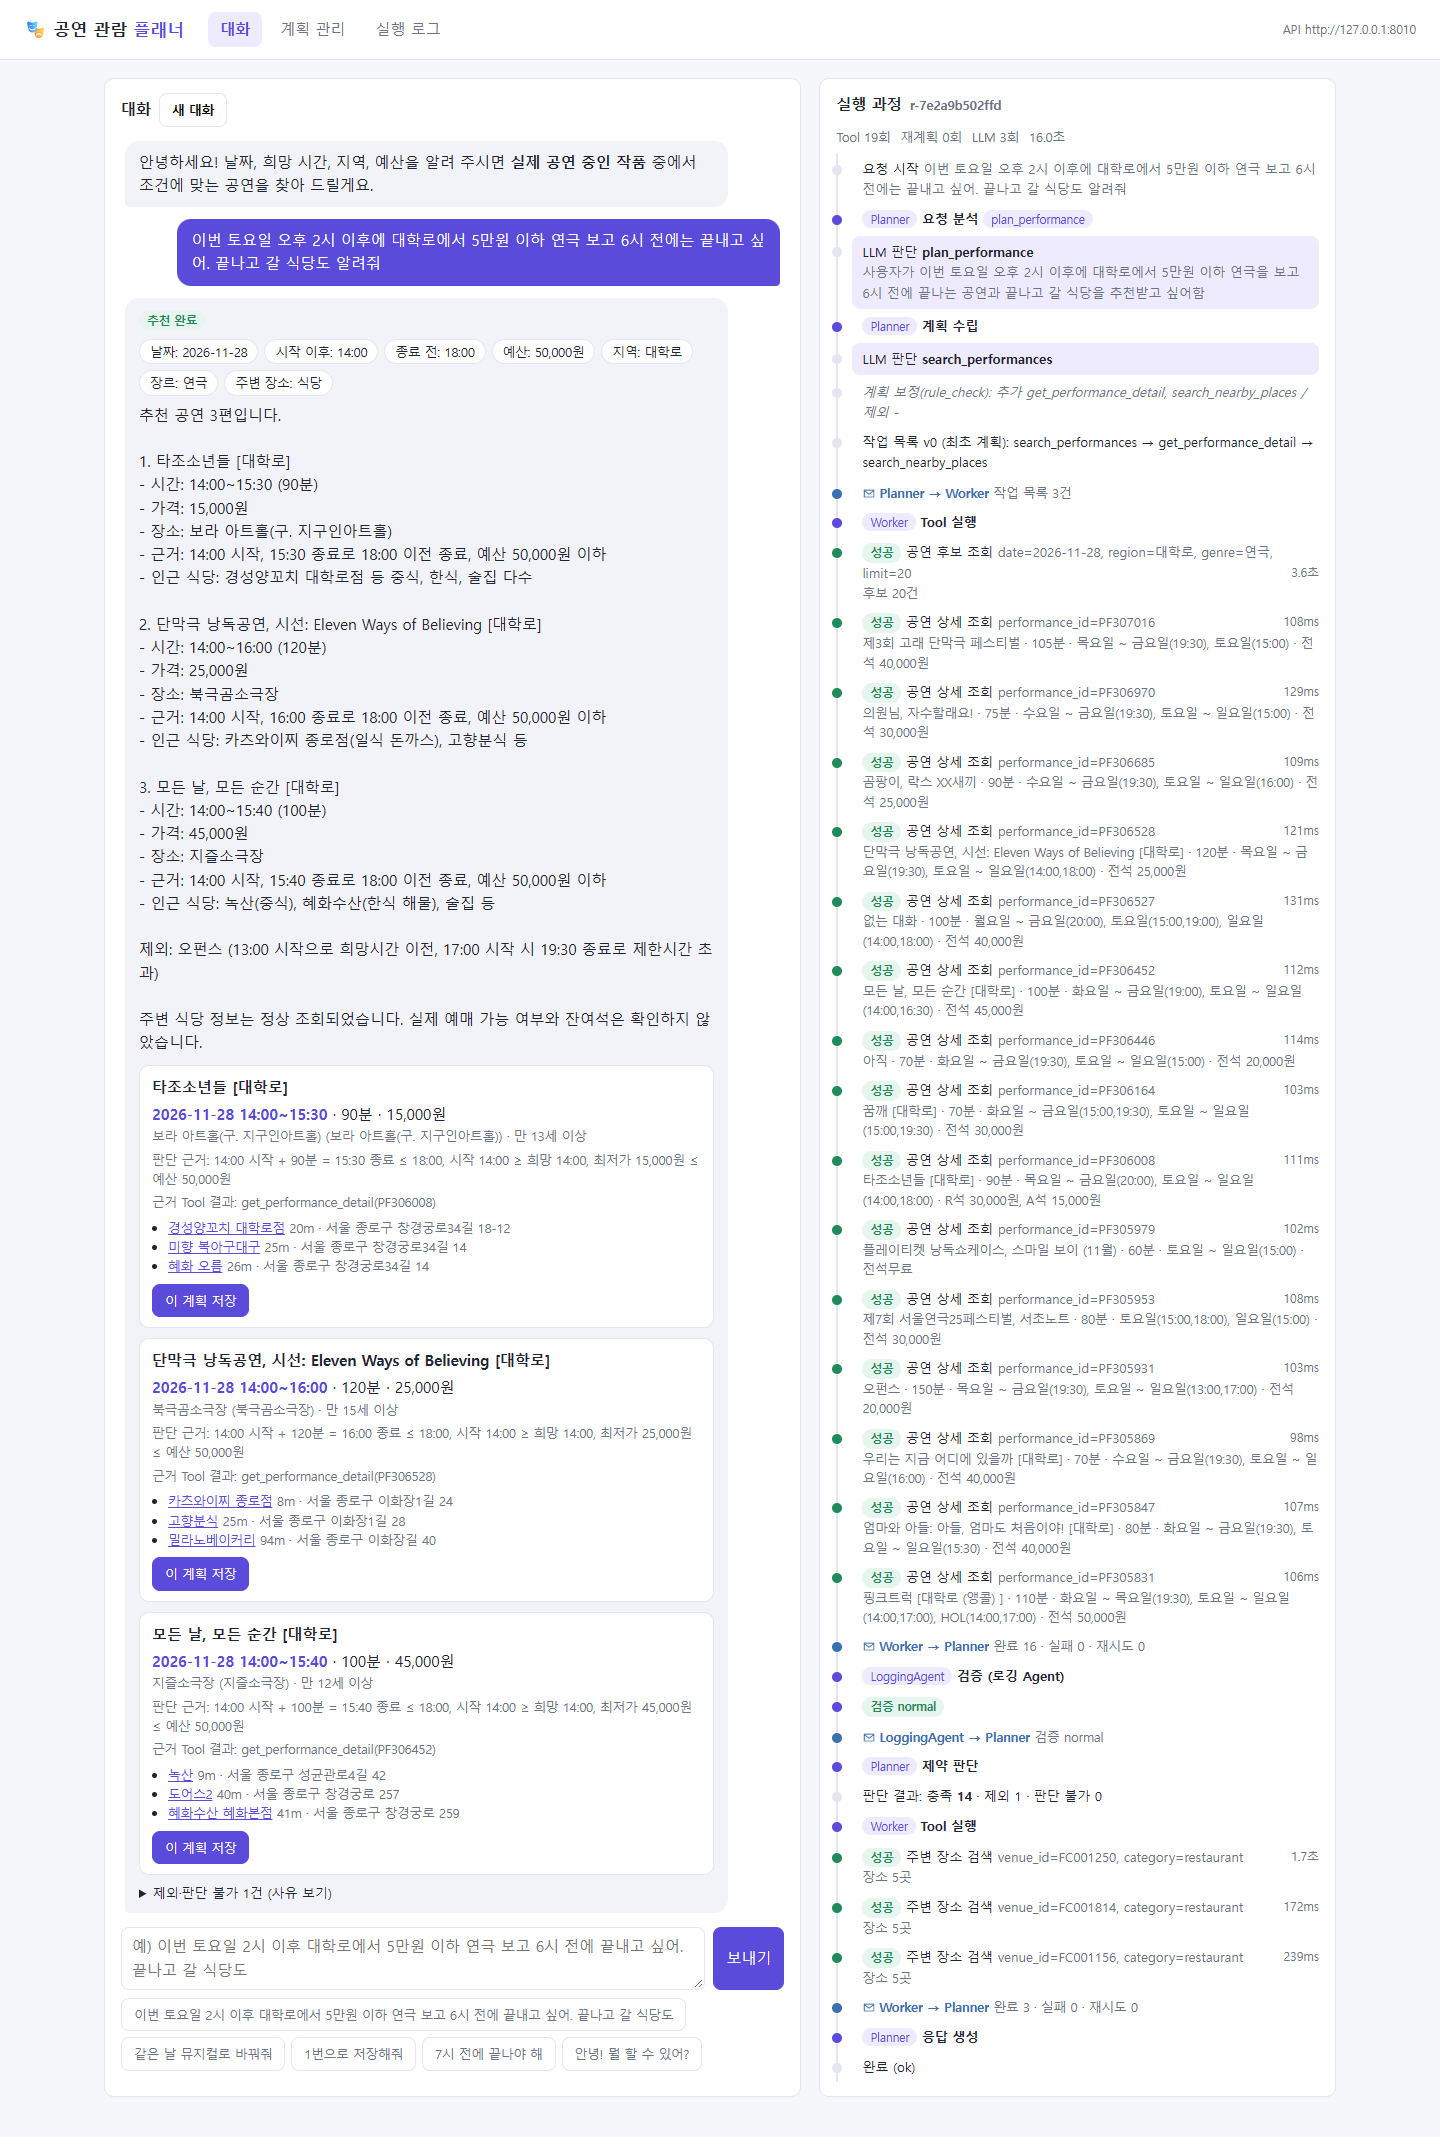 🎭 공연 관람 플래너
대화
계획 관리
실행 로그
API http://127.0.0.1:8010
대화
새 대화
안녕하세요! 날짜, 희망 시간, 지역, 예산을 알려 주시면 실제 공연 중인 작품 중에서
조건에 맞는 공연을 찾아 드릴게요.
이번 토요일 오후 2시 이후에 대학로에서 5만원 이하 연극 보고 6시 전에는 끝내고 싶
어. 끝나고 갈 식당도 알려줘
추천 완료
날짜: 2026-11-28
시작 이후: 14:00
종료 전: 18:00
예산: 50,000원
지역: 대학로
장르: 연극
주변 장소: 식당
추천 공연 3편입니다.
1. 타조소년들 [대학로]
- 시간: 14:00~15:30 (90분)
- 가격: 15,000원
- 장소: 보라 아트홀(구. 지구인아트홀)
- 근거: 14:00 시작, 15:30 종료로 18:00 이전 종료, 예산 50,000원 이하
- 인근 식당: 경성양꼬치 대학로점 등 중식, 한식, 술집 다수
2. 단막극 낭독공연, 시선: Eleven Ways of Believing [대학로]
- 시간: 14:00~16:00 (120분)
- 가격: 25,000원
- 장소: 북극곰소극장
- 근거: 14:00 시작, 16:00 종료로 18:00 이전 종료, 예산 50,000원 이하
- 인근 식당: 카츠와이찌 종로점(일식 돈까스), 고향분식 등
3. 모든 날, 모든 순간 [대학로]
- 시간: 14:00~15:40 (100분)
- 가격: 45,000원
- 장소: 지즐소극장
- 근거: 14:00 시작, 15:40 종료로 18:00 이전 종료, 예산 50,000원 이하
- 인근 식당: 녹산(중식), 혜화수산(한식 해물), 술집 등
제외: 오펀스 (13:00 시작으로 희망시간 이전, 17:00 시작 시 19:30 종료로 제한시간 초
과)
주변 식당 정보는 정상 조회되었습니다. 실제 예매 가능 여부와 잔여석은 확인하지 않
았습니다.
타조소년들 [대학로]
2026-11-28 14:00~15:30 · 90분 · 15,000원
보라 아트홀(구. 지구인아트홀) (보라 아트홀(구. 지구인아트홀)) · 만 13세 이상
판단 근거: 14:00 시작 + 90분 = 15:30 종료 ≤ 18:00, 시작 14:00 ≥ 희망 14:00, 최저가 15,000원 ≤
예산 50,000원
근거 Tool 결과: get_performance_detail(PF306008)
• 경성양꼬치 대학로점 20m · 서울 종로구 창경궁로34길 18-12
• 미향 복아구대구 25m · 서울 종로구 창경궁로34길 14
• 혜화 오름 26m · 서울 종로구 창경궁로34길 14
이 계획 저장
단막극 낭독공연, 시선: Eleven Ways of Believing [대학로]
2026-11-28 14:00~16:00 · 120분 · 25,000원
북극곰소극장 (북극곰소극장) · 만 15세 이상
판단 근거: 14:00 시작 + 120분 = 16:00 종료 ≤ 18:00, 시작 14:00 ≥ 희망 14:00, 최저가 25,000원
≤ 예산 50,000원
근거 Tool 결과: get_performance_detail(PF306528)
• 카츠와이찌 종로점 8m · 서울 종로구 이화장1길 24
• 고향분식 25m · 서울 종로구 이화장1길 28
• 밀라노베이커리 94m · 서울 종로구 이화장길 40
이 계획 저장
모든 날, 모든 순간 [대학로]
2026-11-28 14:00~15:40 · 100분 · 45,000원
지즐소극장 (지즐소극장) · 만 12세 이상
판단 근거: 14:00 시작 + 100분 = 15:40 종료 ≤ 18:00, 시작 14:00 ≥ 희망 14:00, 최저가 45,000원
≤ 예산 50,000원
근거 Tool 결과: get_performance_detail(PF306452)
• 녹산 9m · 서울 종로구 성균관로4길 42
• 도어스2 40m · 서울 종로구 창경궁로 257
• 혜화수산 혜화본점 41m · 서울 종로구 창경궁로 259
이 계획 저장
▶ 제외·판단 불가 1건 (사유 보기)
예) 이번 토요일 2시 이후 대학로에서 5만원 이하 연극 보고 6시 전에 끝내고 싶어.
끝나고 갈 식당도
보내기
이번 토요일 2시 이후 대학로에서 5만원 이하 연극 보고 6시 전에 끝내고 싶어. 끝나고 갈 식당도
같은 날 뮤지컬로 바꿔줘
1번으로 저장해줘
7시 전에 끝나야 해
안녕! 뭘 할 수 있어?
실행 과정 r-7e2a9b502ffd
Tool 19회 재계획 0회 LLM 3회 16.0초
요청 시작 이번 토요일 오후 2시 이후에 대학로에서 5만원 이하 연극 보고 6시
전에는 끝내고 싶어. 끝나고 갈 식당도 알려줘
Planner 요청 분석 plan_performance
LLM 판단 plan_performance
사용자가 이번 토요일 오후 2시 이후에 대학로에서 5만원 이하 연극을 보고
6시 전에 끝나는 공연과 끝나고 갈 식당을 추천받고 싶어함
Planner 계획 수립
LLM 판단 search_performances
계획 보정(rule_check): 추가 get_performance_detail, search_nearby_places /
제외 -
작업 목록 v0 (최초 계획): search_performances → get_performance_detail →
search_nearby_places
Planner → Worker 작업 목록 3건
Worker Tool 실행
성공 공연 후보 조회 date=2026-11-28, region=대학로, genre=연극,
limit=20 3.6초
후보 20건
성공 공연 상세 조회 performance_id=PF307016 108ms
제3회 고래 단막극 페스티벌 · 105분 · 목요일 ~ 금요일(19:30), 토요일(15:00) · 전
석 40,000원
성공 공연 상세 조회 performance_id=PF306970 129ms
의원님, 자수할래요! · 75분 · 수요일 ~ 금요일(19:30), 토요일 ~ 일요일(15:00) · 전
석 30,000원
성공 공연 상세 조회 performance_id=PF306685 109ms
곰팡이, 락스 XX새끼 · 90분 · 수요일 ~ 금요일(19:30), 토요일 ~ 일요일(16:00) · 전
석 25,000원
성공 공연 상세 조회 performance_id=PF306528 121ms
단막극 낭독공연, 시선: Eleven Ways of Believing [대학로] · 120분 · 목요일 ~ 금
요일(19:30), 토요일 ~ 일요일(14:00,18:00) · 전석 25,000원
성공 공연 상세 조회 performance_id=PF306527 131ms
없는 대화 · 100분 · 월요일 ~ 금요일(20:00), 토요일(15:00,19:00), 일요일
(14:00,18:00) · 전석 40,000원
성공 공연 상세 조회 performance_id=PF306452 112ms
모든 날, 모든 순간 [대학로] · 100분 · 화요일 ~ 금요일(19:00), 토요일 ~ 일요일
(14:00,16:30) · 전석 45,000원
성공 공연 상세 조회 performance_id=PF306446 114ms
아직 · 70분 · 화요일 ~ 금요일(19:30), 토요일 ~ 일요일(15:00) · 전석 20,000원
성공 공연 상세 조회 performance_id=PF306164 103ms
꿈깨 [대학로] · 70분 · 화요일 ~ 금요일(15:00,19:30), 토요일 ~ 일요일
(15:00,19:30) · 전석 30,000원
성공 공연 상세 조회 performance_id=PF306008 111ms
타조소년들 [대학로] · 90분 · 목요일 ~ 금요일(20:00), 토요일 ~ 일요일
(14:00,18:00) · R석 30,000원, A석 15,000원
성공 공연 상세 조회 performance_id=PF305979 102ms
플레이티켓 낭독쇼케이스, 스마일 보이 (11월) · 60분 · 토요일 ~ 일요일(15:00) ·
전석무료
성공 공연 상세 조회 performance_id=PF305953 108ms
제7회 서울연극25페스티벌, 서초노트 · 80분 · 토요일(15:00,18:00), 일요일(15:00) ·
전석 30,000원
성공 공연 상세 조회 performance_id=PF305931 103ms
오펀스 · 150분 · 목요일 ~ 금요일(19:30), 토요일 ~ 일요일(13:00,17:00) · 전석
20,000원
성공 공연 상세 조회 performance_id=PF305869 98ms
우리는 지금 어디에 있을까 [대학로] · 70분 · 수요일 ~ 금요일(19:30), 토요일 ~ 일
요일(16:00) · 전석 40,000원
성공 공연 상세 조회 performance_id=PF305847 107ms
엄마와 아들: 아들, 엄마도 처음이야! [대학로] · 80분 · 화요일 ~ 금요일(19:30), 토
요일 ~ 일요일(15:30) · 전석 40,000원
성공 공연 상세 조회 performance_id=PF305831 106ms
핑크트럭 [대학로 (앵콜) ] · 110분 · 화요일 ~ 목요일(19:30), 토요일 ~ 일요일
(14:00,17:00), HOL(14:00,17:00) · 전석 50,000원
Worker → Planner 완료 16 · 실패 0 · 재시도 0
LoggingAgent 검증 (로깅 Agent)
검증 normal
LoggingAgent → Planner 검증 normal
Planner 제약 판단
판단 결과: 충족 14 · 제외 1 · 판단 불가 0
Worker Tool 실행
성공 주변 장소 검색 venue_id=FC001250, category=restaurant 1.7초
장소 5곳
성공 주변 장소 검색 venue_id=FC001814, category=restaurant 172ms
장소 5곳
성공 주변 장소 검색 venue_id=FC001156, category=restaurant 239ms
장소 5곳
Worker → Planner 완료 3 · 실패 0 · 재시도 0
Planner 응답 생성
완료 (ok)